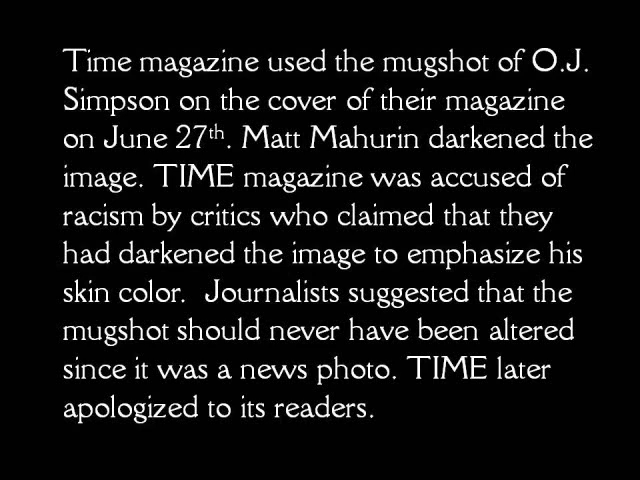 Time magazine used the mugshot of O.J.
Simpson on the cover of their magazine
on June 27th. Matt Mahurin darkened the
image. TIME magazine was accused of
racism by critics who claimed that they
had darkened the image to emphasize his
skin color.  Journalists suggested that the
mugshot should never have been altered
since it was a news photo. TIME later
apologized to its readers.